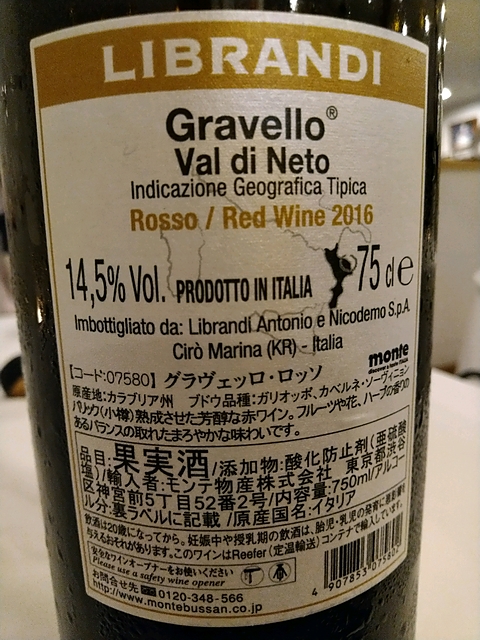 LIBRANDI
Gravello®
Val di Neto
Indicazione Geografica Tipica
Rosso / Red Wine 2016
14,5% Vol. PRODOTTO IN ITALIA 75 cl e
Imbottigliato da: Librandi Antonio e Nicodemo S.p.A.
Cirò Marina (KR) - Italia
monte
【コード:07580】グラヴェッロ・ロッソ
原産地:カラブリア州 ブドウ品種:ガリオッポ、カベルネ・ソーヴィニョン
バリック(小樽)熟成させた芳醇な赤ワイン。フルーツや花、ハーブの香りの
あるバランスの取れたまろやかな味わいです。
品目:果実酒/添加物:酸化防止剤(亜硫酸
塩)/輸入者:モンテ物産株式会社 東京都渋谷
区神宮前5丁目52番2号/内容量:750ml/アルコー
ル分:裏ラベルに記載/原産国名:イタリア
飲酒は20歳になってから。妊娠中や授乳期の飲酒は、胎児・乳児の発育に悪影響を
与えるおそれがあります。このワインはReefer(定温輸送)コンテナで輸入しています。
安全なワインオープナーをお使いください
Please use a safety wine opener
お問合せ先 0120-348-566
http://www.montebussan.co.jp
4 907853 075802